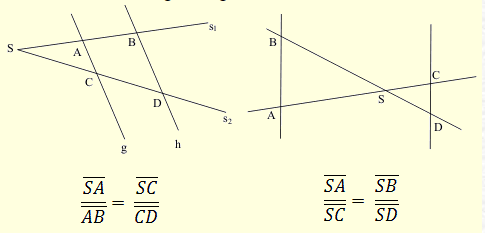 S A B s₁
C D s₂
g h
B
A S C
D
SA/AB = SC/CD
SA/SC = SB/SD